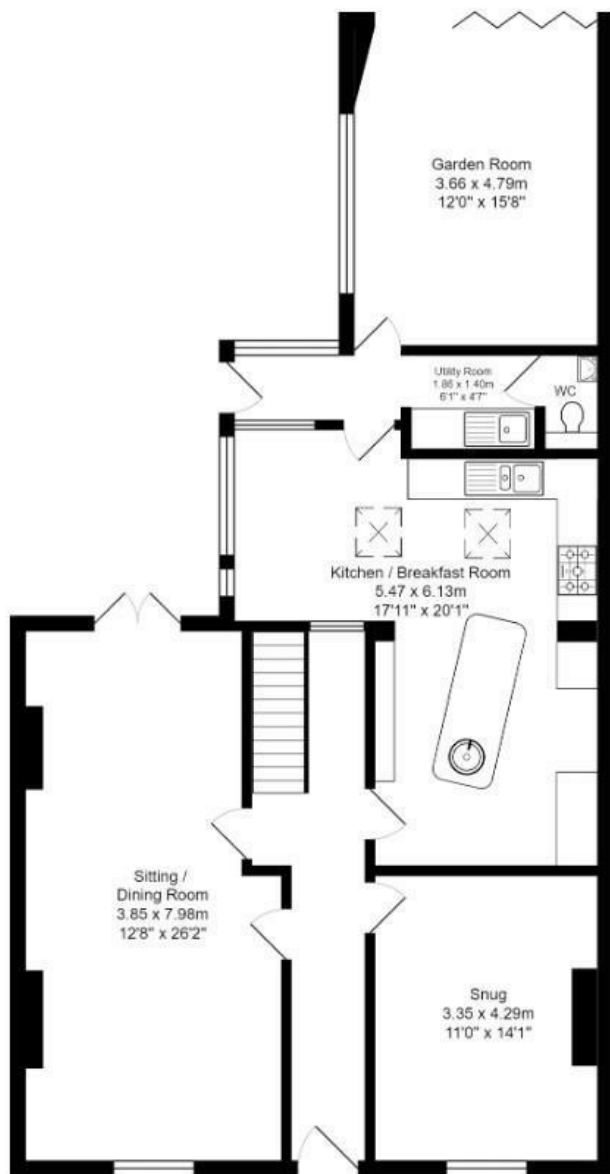 Garden Room
3.66 x 4.79m
12'0" x 15'8"
Utility Room
1.86 x 1.40m
6'1" x 4'7"
WC
Kitchen / Breakfast Room
5.47 x 6.13m
17'11" x 20'1"
Sitting /
Dining Room
3.85 x 7.98m
12'8" x 26'2"
Snug
3.35 x 4.29m
11'0" x 14'1"